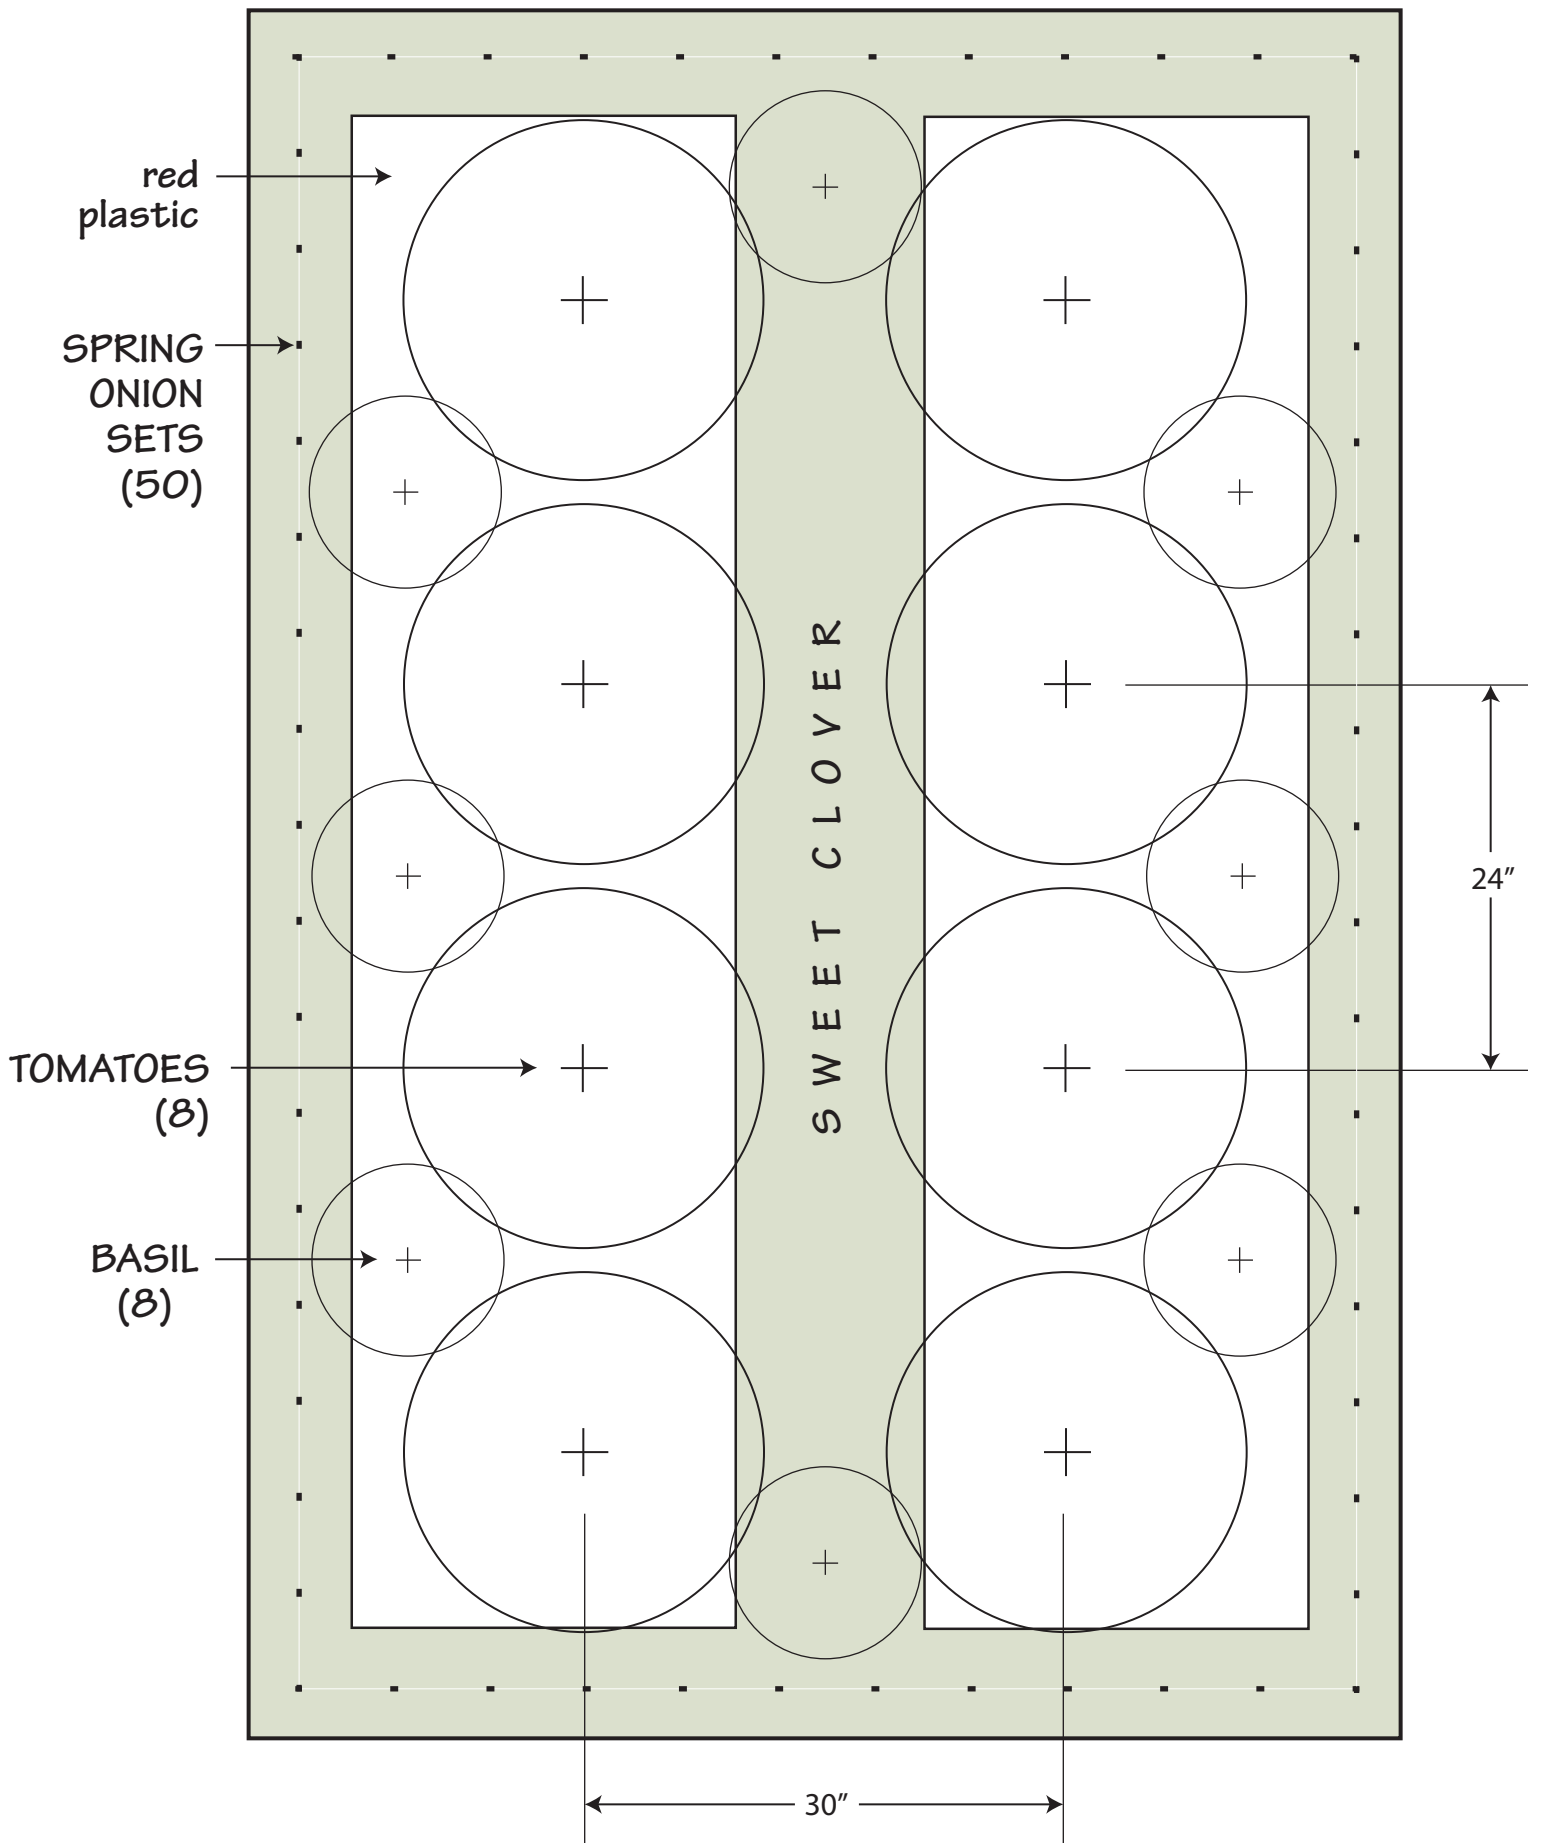 red
plastic
SPRING
ONION
SETS
(50)
SWEET CLOVER
24”
TOMATOES
(8)
BASIL
(8)
30”